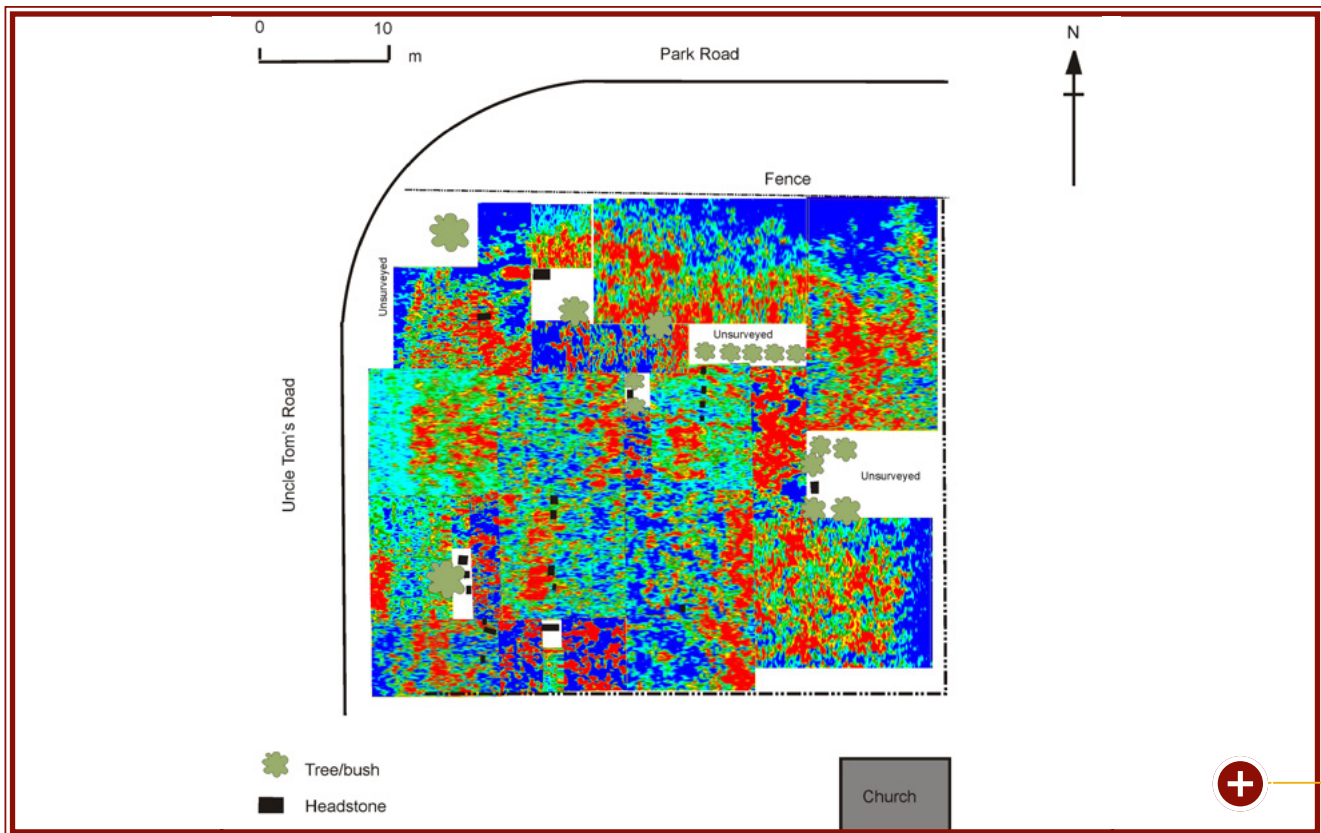 0 10
m
Park Road
N
Fence
Unsurveyed
Unsurveyed
Uncle Tom's Road
Unsurveyed
Tree/bush
Headstone
Church